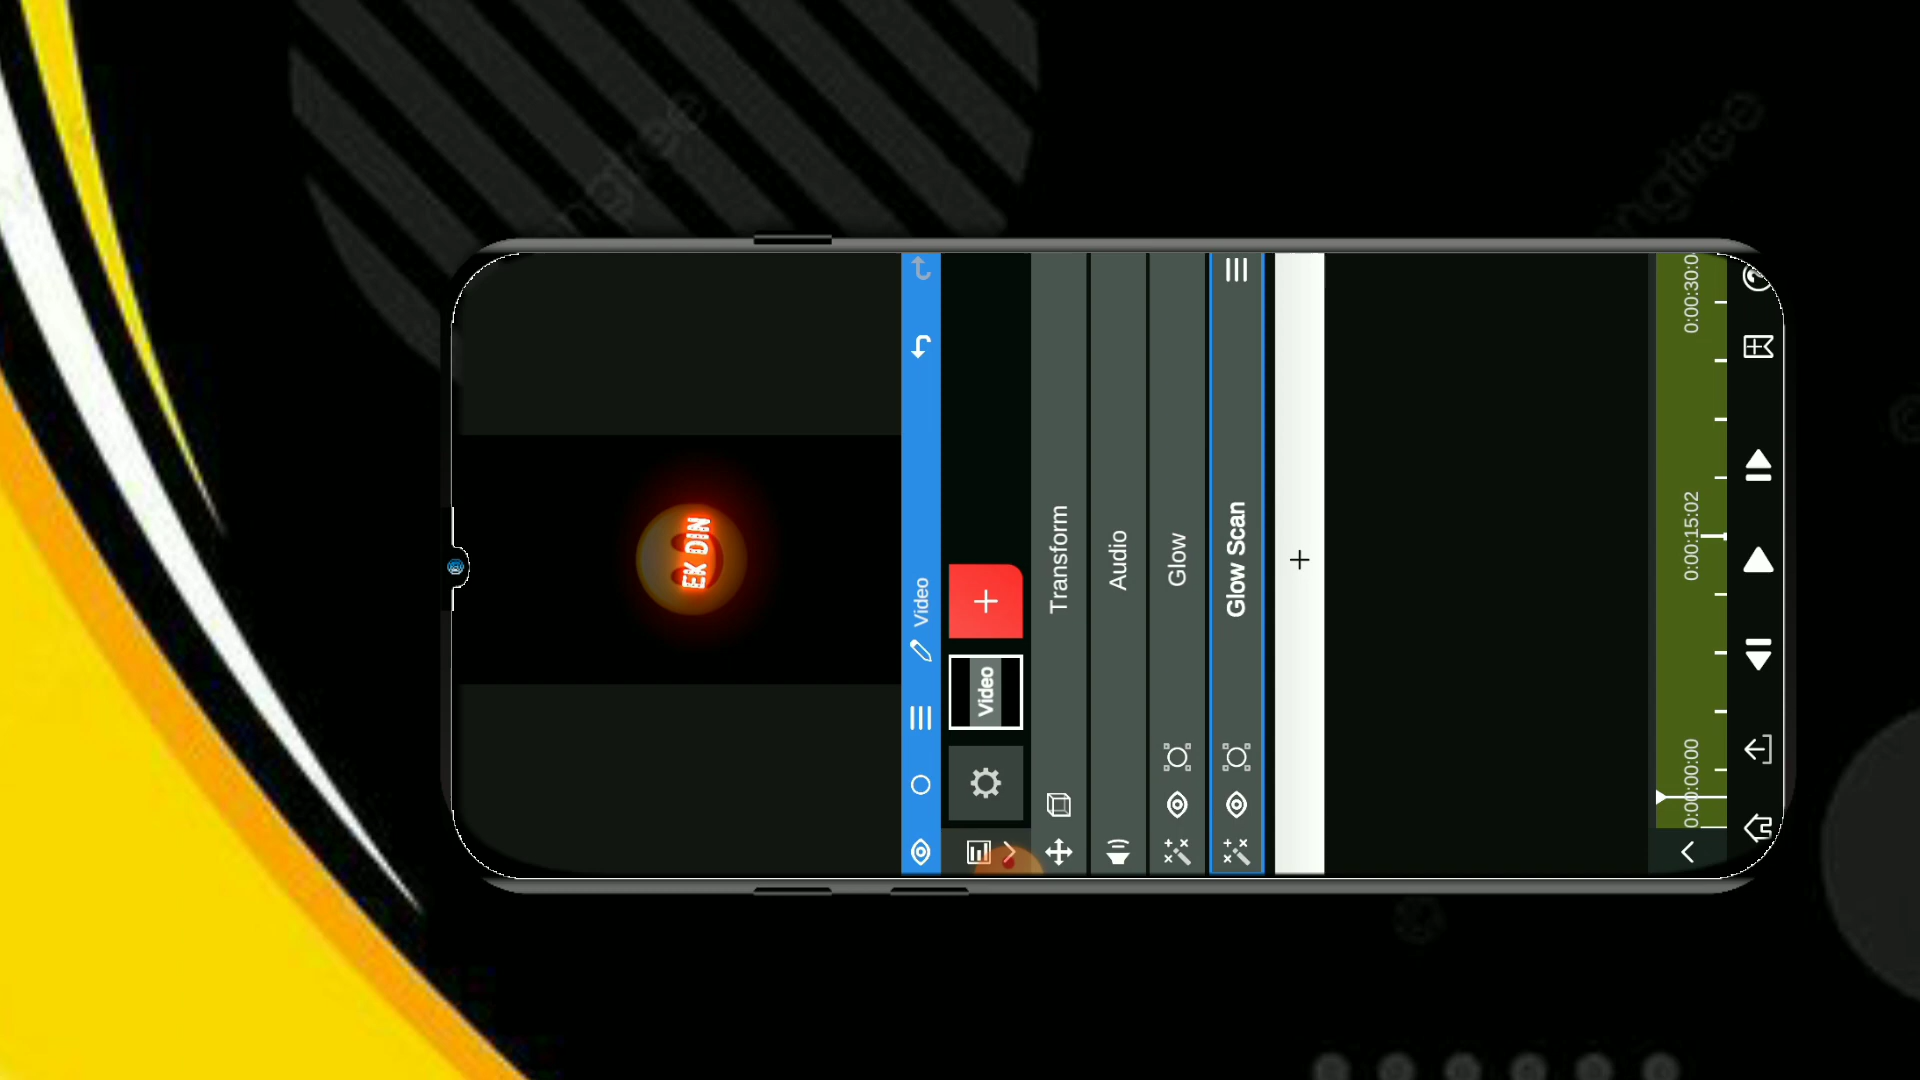 EK DIN
Video
Video
Transform
Audio
Glow
Glow Scan
0:00:00:00
0:00:15:02
0:00:30:0